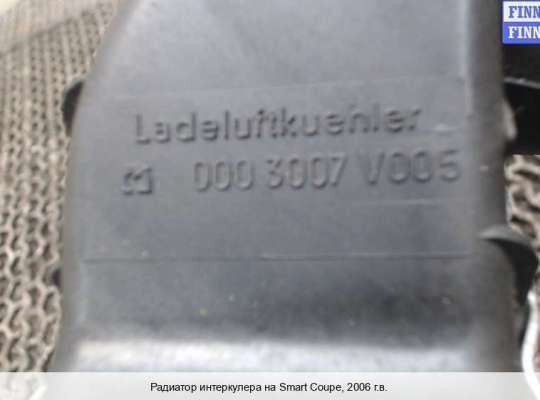 FINN
FINN
Ladeluftkuehler
000 3007 V005
Радиатор интеркулера на Smart Coupe, 2006 г.в.